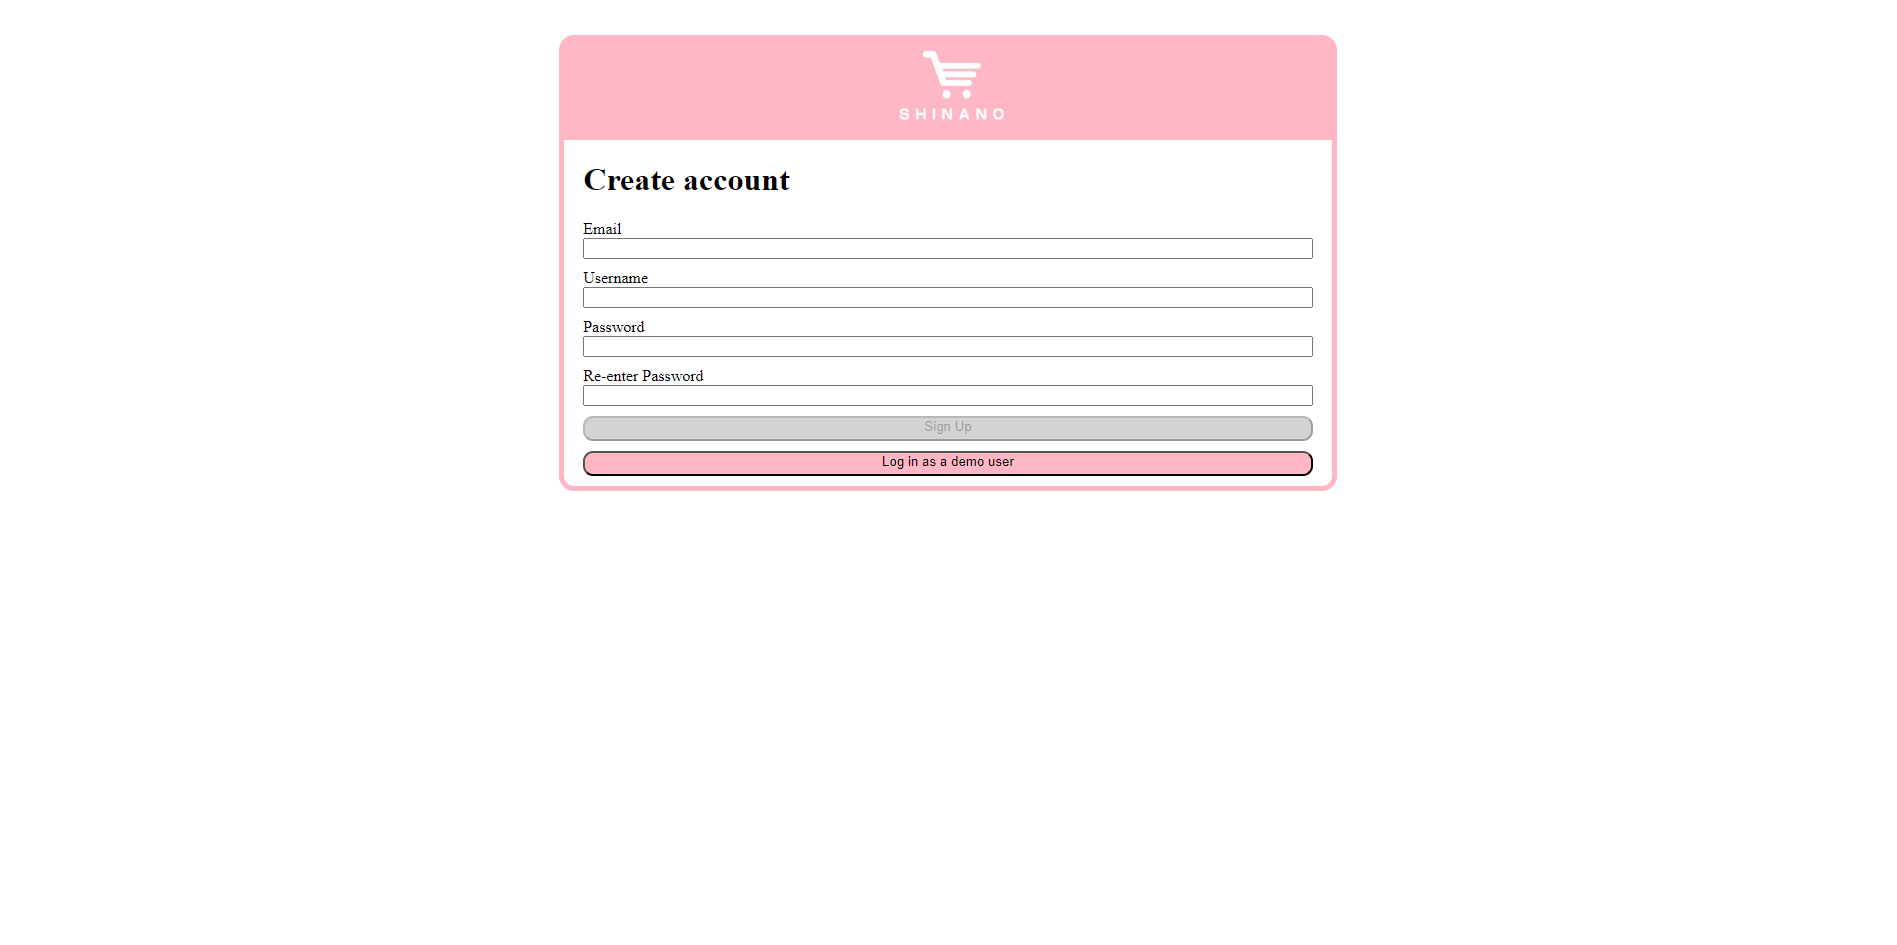 SHINANO
Create account
Email
Username
Password
Re-enter Password
Sign Up
Log in as a demo user